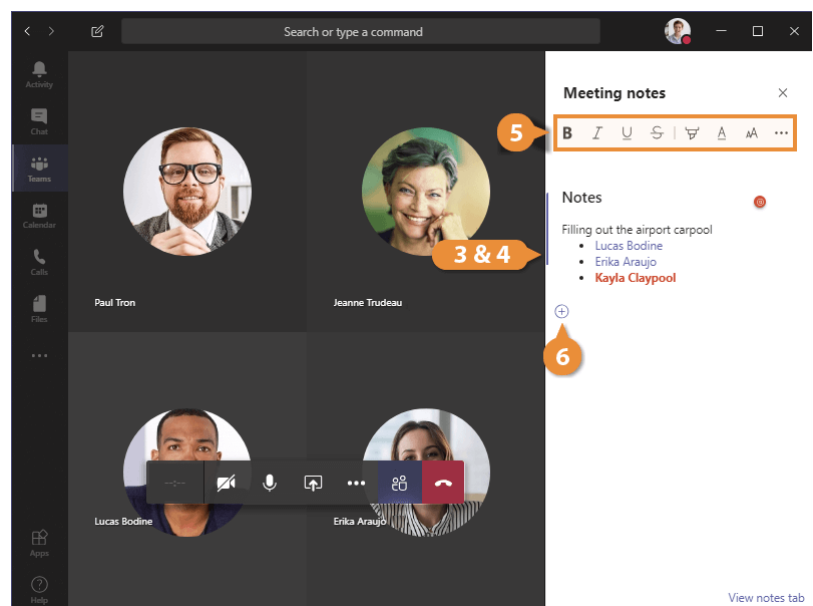 Search or type a command
Activity
Chat
Teams
Calendar
Calls
Files
Apps
Help
Paul Tron
Jeanne Trudeau
Lucas Bodine
Erika Araujo
--:--
Meeting notes
5
B I U S A AA
Notes
@
Filling out the airport carpool
3 & 4
• Lucas Bodine
• Erika Araujo
• Kayla Claypool
6
View notes tab